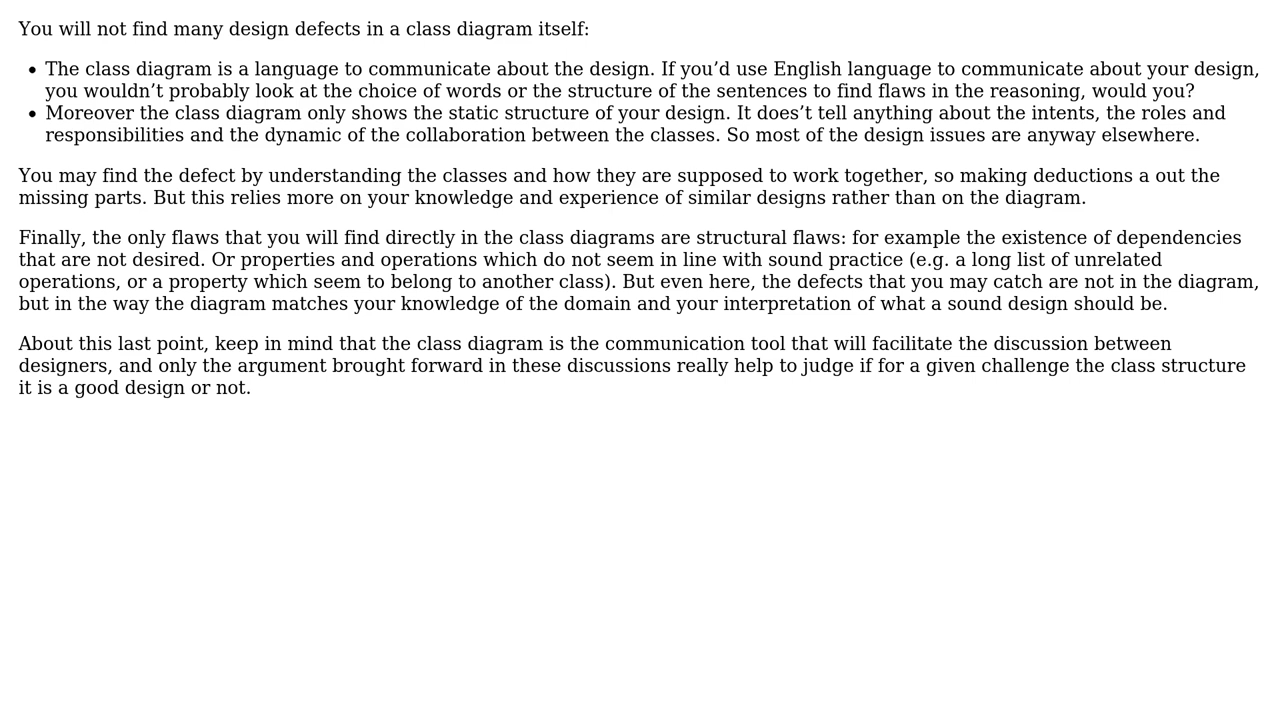 You will not find many design defects in a class diagram itself:
• The class diagram is a language to communicate about the design. If you’d use English language to communicate about your design,
you wouldn’t probably look at the choice of words or the structure of the sentences to find flaws in the reasoning, would you?
• Moreover the class diagram only shows the static structure of your design. It does’t tell anything about the intents, the roles and
responsibilities and the dynamic of the collaboration between the classes. So most of the design issues are anyway elsewhere.
You may find the defect by understanding the classes and how they are supposed to work together, so making deductions a out the
missing parts. But this relies more on your knowledge and experience of similar designs rather than on the diagram.
Finally, the only flaws that you will find directly in the class diagrams are structural flaws: for example the existence of dependencies
that are not desired. Or properties and operations which do not seem in line with sound practice (e.g. a long list of unrelated
operations, or a property which seem to belong to another class). But even here, the defects that you may catch are not in the diagram,
but in the way the diagram matches your knowledge of the domain and your interpretation of what a sound design should be.
About this last point, keep in mind that the class diagram is the communication tool that will facilitate the discussion between
designers, and only the argument brought forward in these discussions really help to judge if for a given challenge the class structure
it is a good design or not.